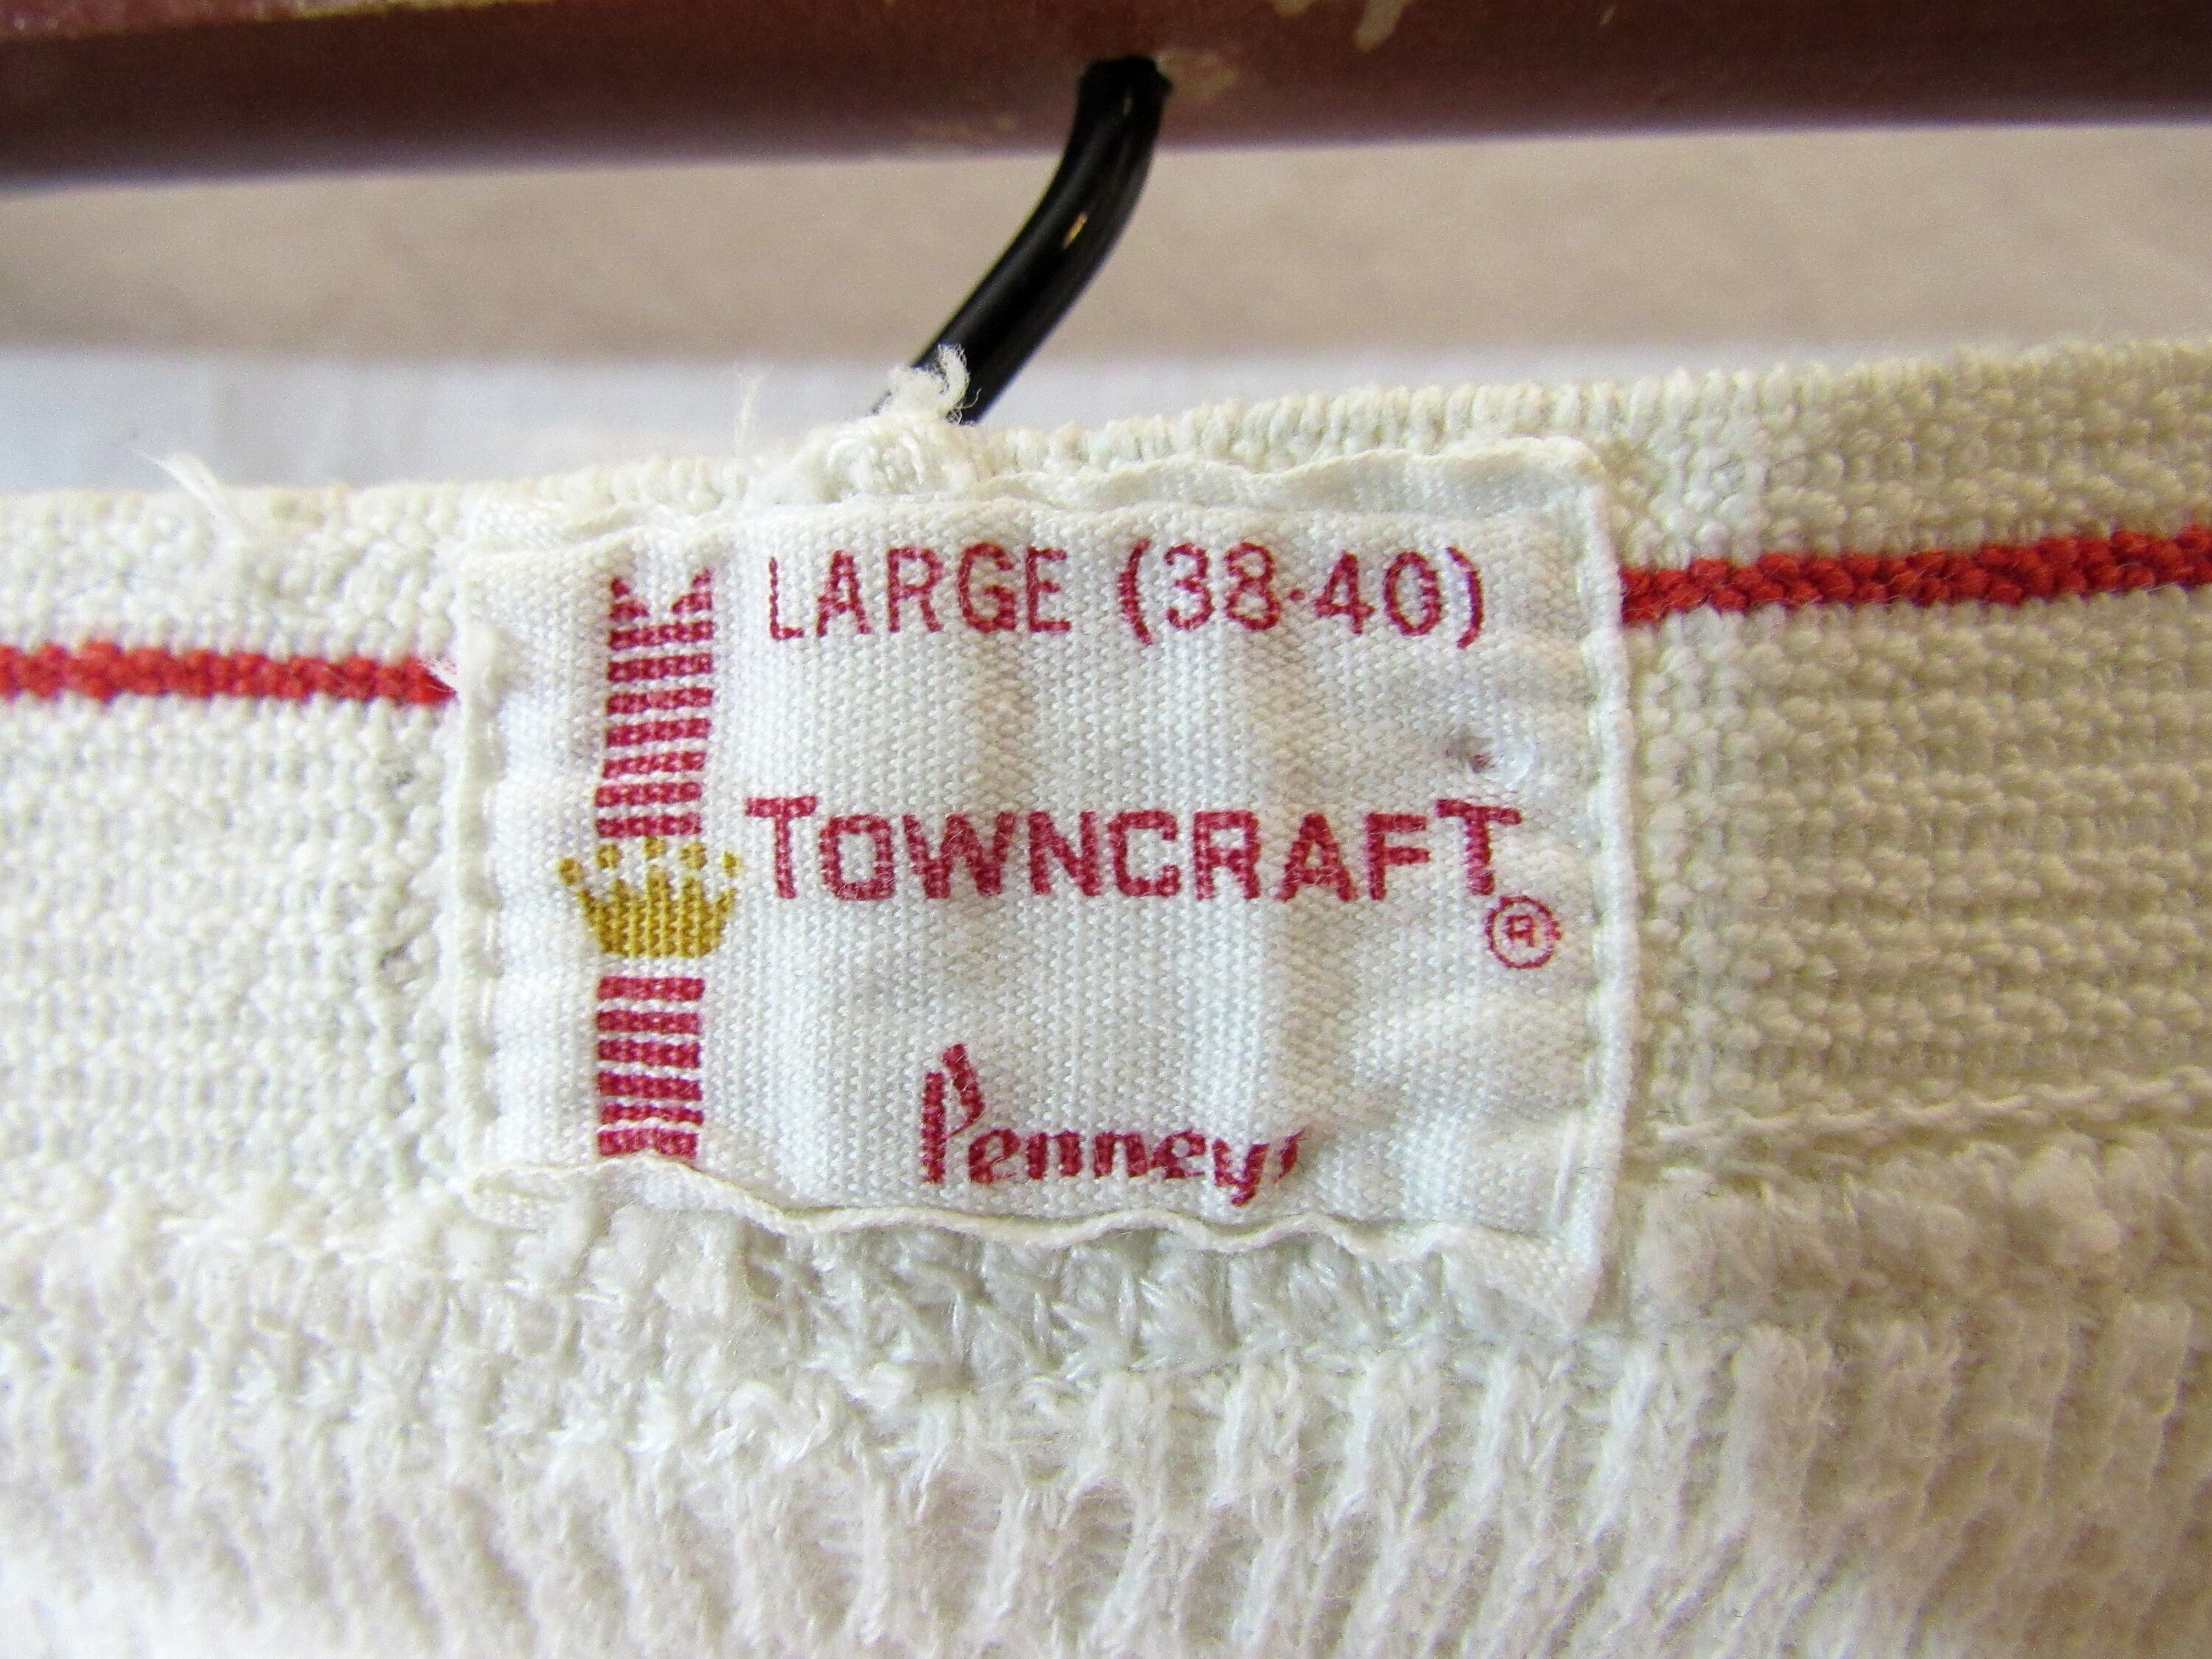 LARGE (38-40)
TOWNCRAFT®
Penneys